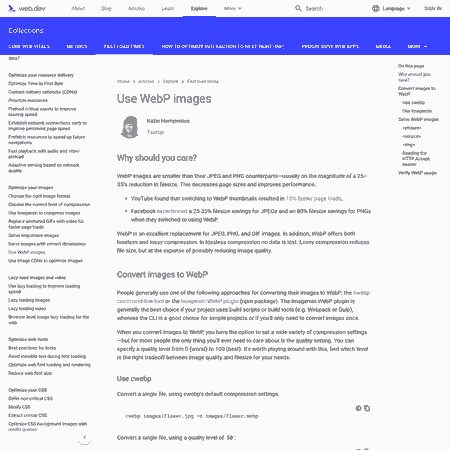 web.dev About Blog Articles Learn Explore More Search Language SIGN IN
Collections
CORE WEB VITALS METRICS FAST LOAD TIMES HOW TO OPTIMIZE INTERACTION TO NEXT PAINT (INP) PROGRESSIVE WEB APPS MEDIA MORE
data?
Optimize your resource delivery
Optimize Time to First Byte
Content delivery networks (CDNs)
Prioritize resources
Preload critical assets to improve
loading speed
Establish network connections early to
improve perceived page speed
Prefetch resources to speed up future
navigations
Fast playback with audio and video
preload
Adaptive serving based on network
quality
Optimize your images
Choose the right image format
Choose the correct level of compression
Use Imagemin to compress images
Replace animated GIFs with video for
faster page loads
Serve responsive images
Serve images with correct dimensions
Use WebP images
Use image CDNs to optimize images
Lazy-load images and video
Use lazy loading to improve loading
speed
Lazy loading images
Lazy loading video
Browser level image lazy loading for the
web
Optimize web fonts
Best practices for fonts
Avoid invisible text during font loading
Optimize web font loading and rendering
Reduce web font size
Optimize your CSS
Defer non-critical CSS
Minify CSS
Extract critical CSS
Optimize CSS background images with
media queries
Home Articles Explore Fast load times
Use WebP images
Katie Hempenius
Twitter
Why should you care?
WebP images are smaller than their JPEG and PNG counterparts—usually on the magnitude of a 25–
35% reduction in filesize. This decreases page sizes and improves performance.
YouTube found that switching to WebP thumbnails resulted in 10% faster page loads.
Facebook experienced a 25-35% filesize savings for JPEGs and an 80% filesize savings for PNGs
when they switched to using WebP.
WebP is an excellent replacement for JPEG, PNG, and GIF images. In addition, WebP offers both
lossless and lossy compression. In lossless compression no data is lost. Lossy compression reduces
file size, but at the expense of possibly reducing image quality.
Convert images to WebP
People generally use one of the following approaches for converting their images to WebP: the cwebp
command-line tool or the Imagemin WebP plugin (npm package). The Imagemin WebP plugin is
generally the best choice if your project uses build scripts or build tools (e.g. Webpack or Gulp),
whereas the CLI is a good choice for simple projects or if you'll only need to convert images once.
When you convert images to WebP, you have the option to set a wide variety of compression settings
—but for most people the only thing you'll ever need to care about is the quality setting. You can
specify a quality level from 0 (worst) to 100 (best). It's worth playing around with this, find which level
is the right tradeoff between image quality and filesize for your needs.
Use cwebp
Convert a single file, using cwebp's default compression settings:
cwebp images/flower.jpg -o images/flower.webp
Convert a single file, using a quality level of 50:
On this page
Why should you
care?
Convert images to
WebP
Use cwebp
Use Imagemin
Serve WebP images
<picture>
<source>
<img>
Reading the
HTTP Accept
header
Verify WebP usage